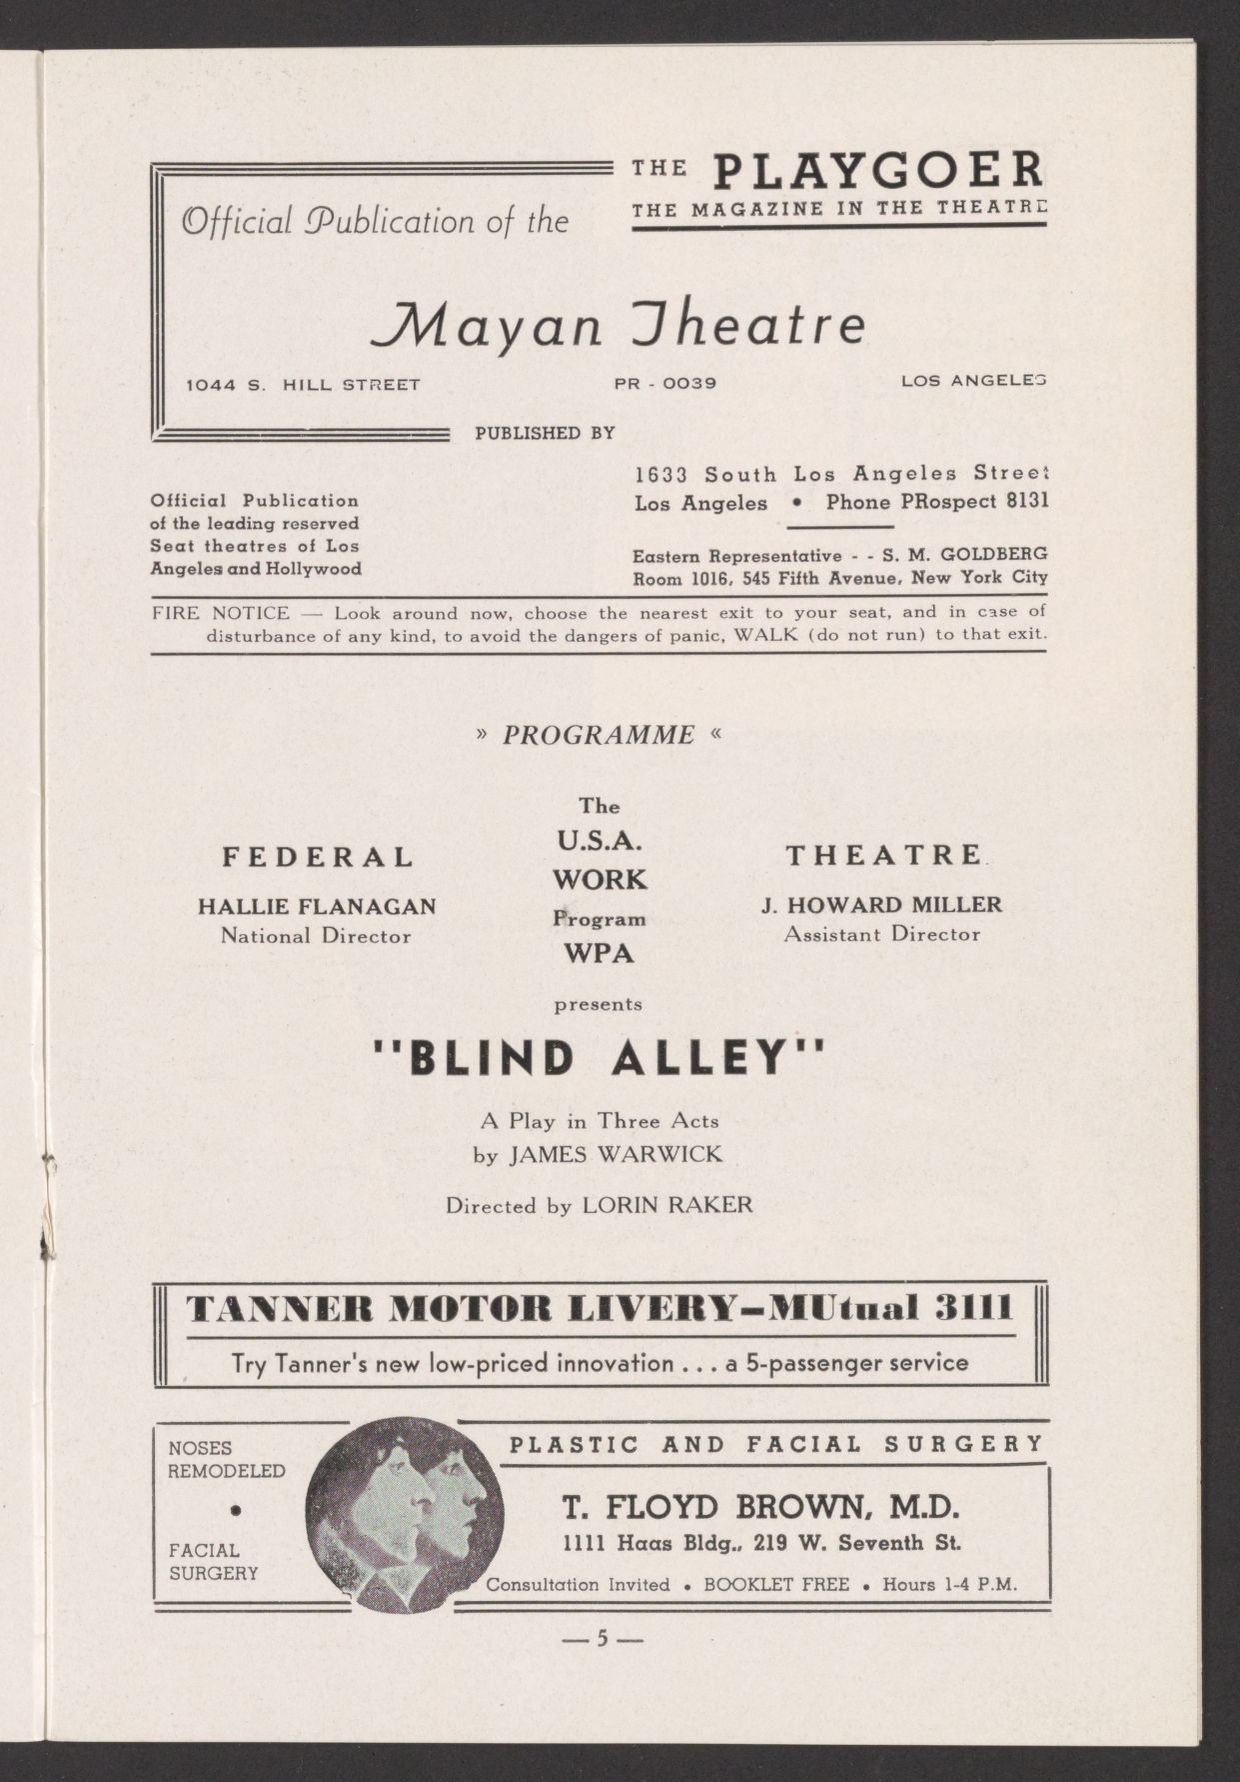 THE PLAYGOER
THE MAGAZINE IN THE THEATRE
Official Publication of the
Mayan Theatre
1044 S. HILL STREET PR - 0039 LOS ANGELES
PUBLISHED BY
Official Publication
of the leading reserved
Seat theatres of Los
Angeles and Hollywood
1633 South Los Angeles Street
Los Angeles • Phone PRospect 8131
Eastern Representative - - S. M. GOLDBERG
Room 1016, 545 Fifth Avenue, New York City
FIRE NOTICE — Look around now, choose the nearest exit to your seat, and in case of
disturbance of any kind, to avoid the dangers of panic, WALK (do not run) to that exit.
» PROGRAMME «
The
U.S.A.
WORK
Program
WPA
FEDERAL
HALLIE FLANAGAN
National Director
THEATRE
J. HOWARD MILLER
Assistant Director
presents
"BLIND ALLEY"
A Play in Three Acts
by JAMES WARWICK
Directed by LORIN RAKER
TANNER MOTOR LIVERY–MUtual 3111
Try Tanner's new low-priced innovation . . . a 5-passenger service
NOSES
REMODELED
•
FACIAL
SURGERY
PLASTIC AND FACIAL SURGERY
T. FLOYD BROWN, M.D.
1111 Haas Bldg., 219 W. Seventh St.
Consultation Invited • BOOKLET FREE • Hours 1-4 P.M.
— 5 —